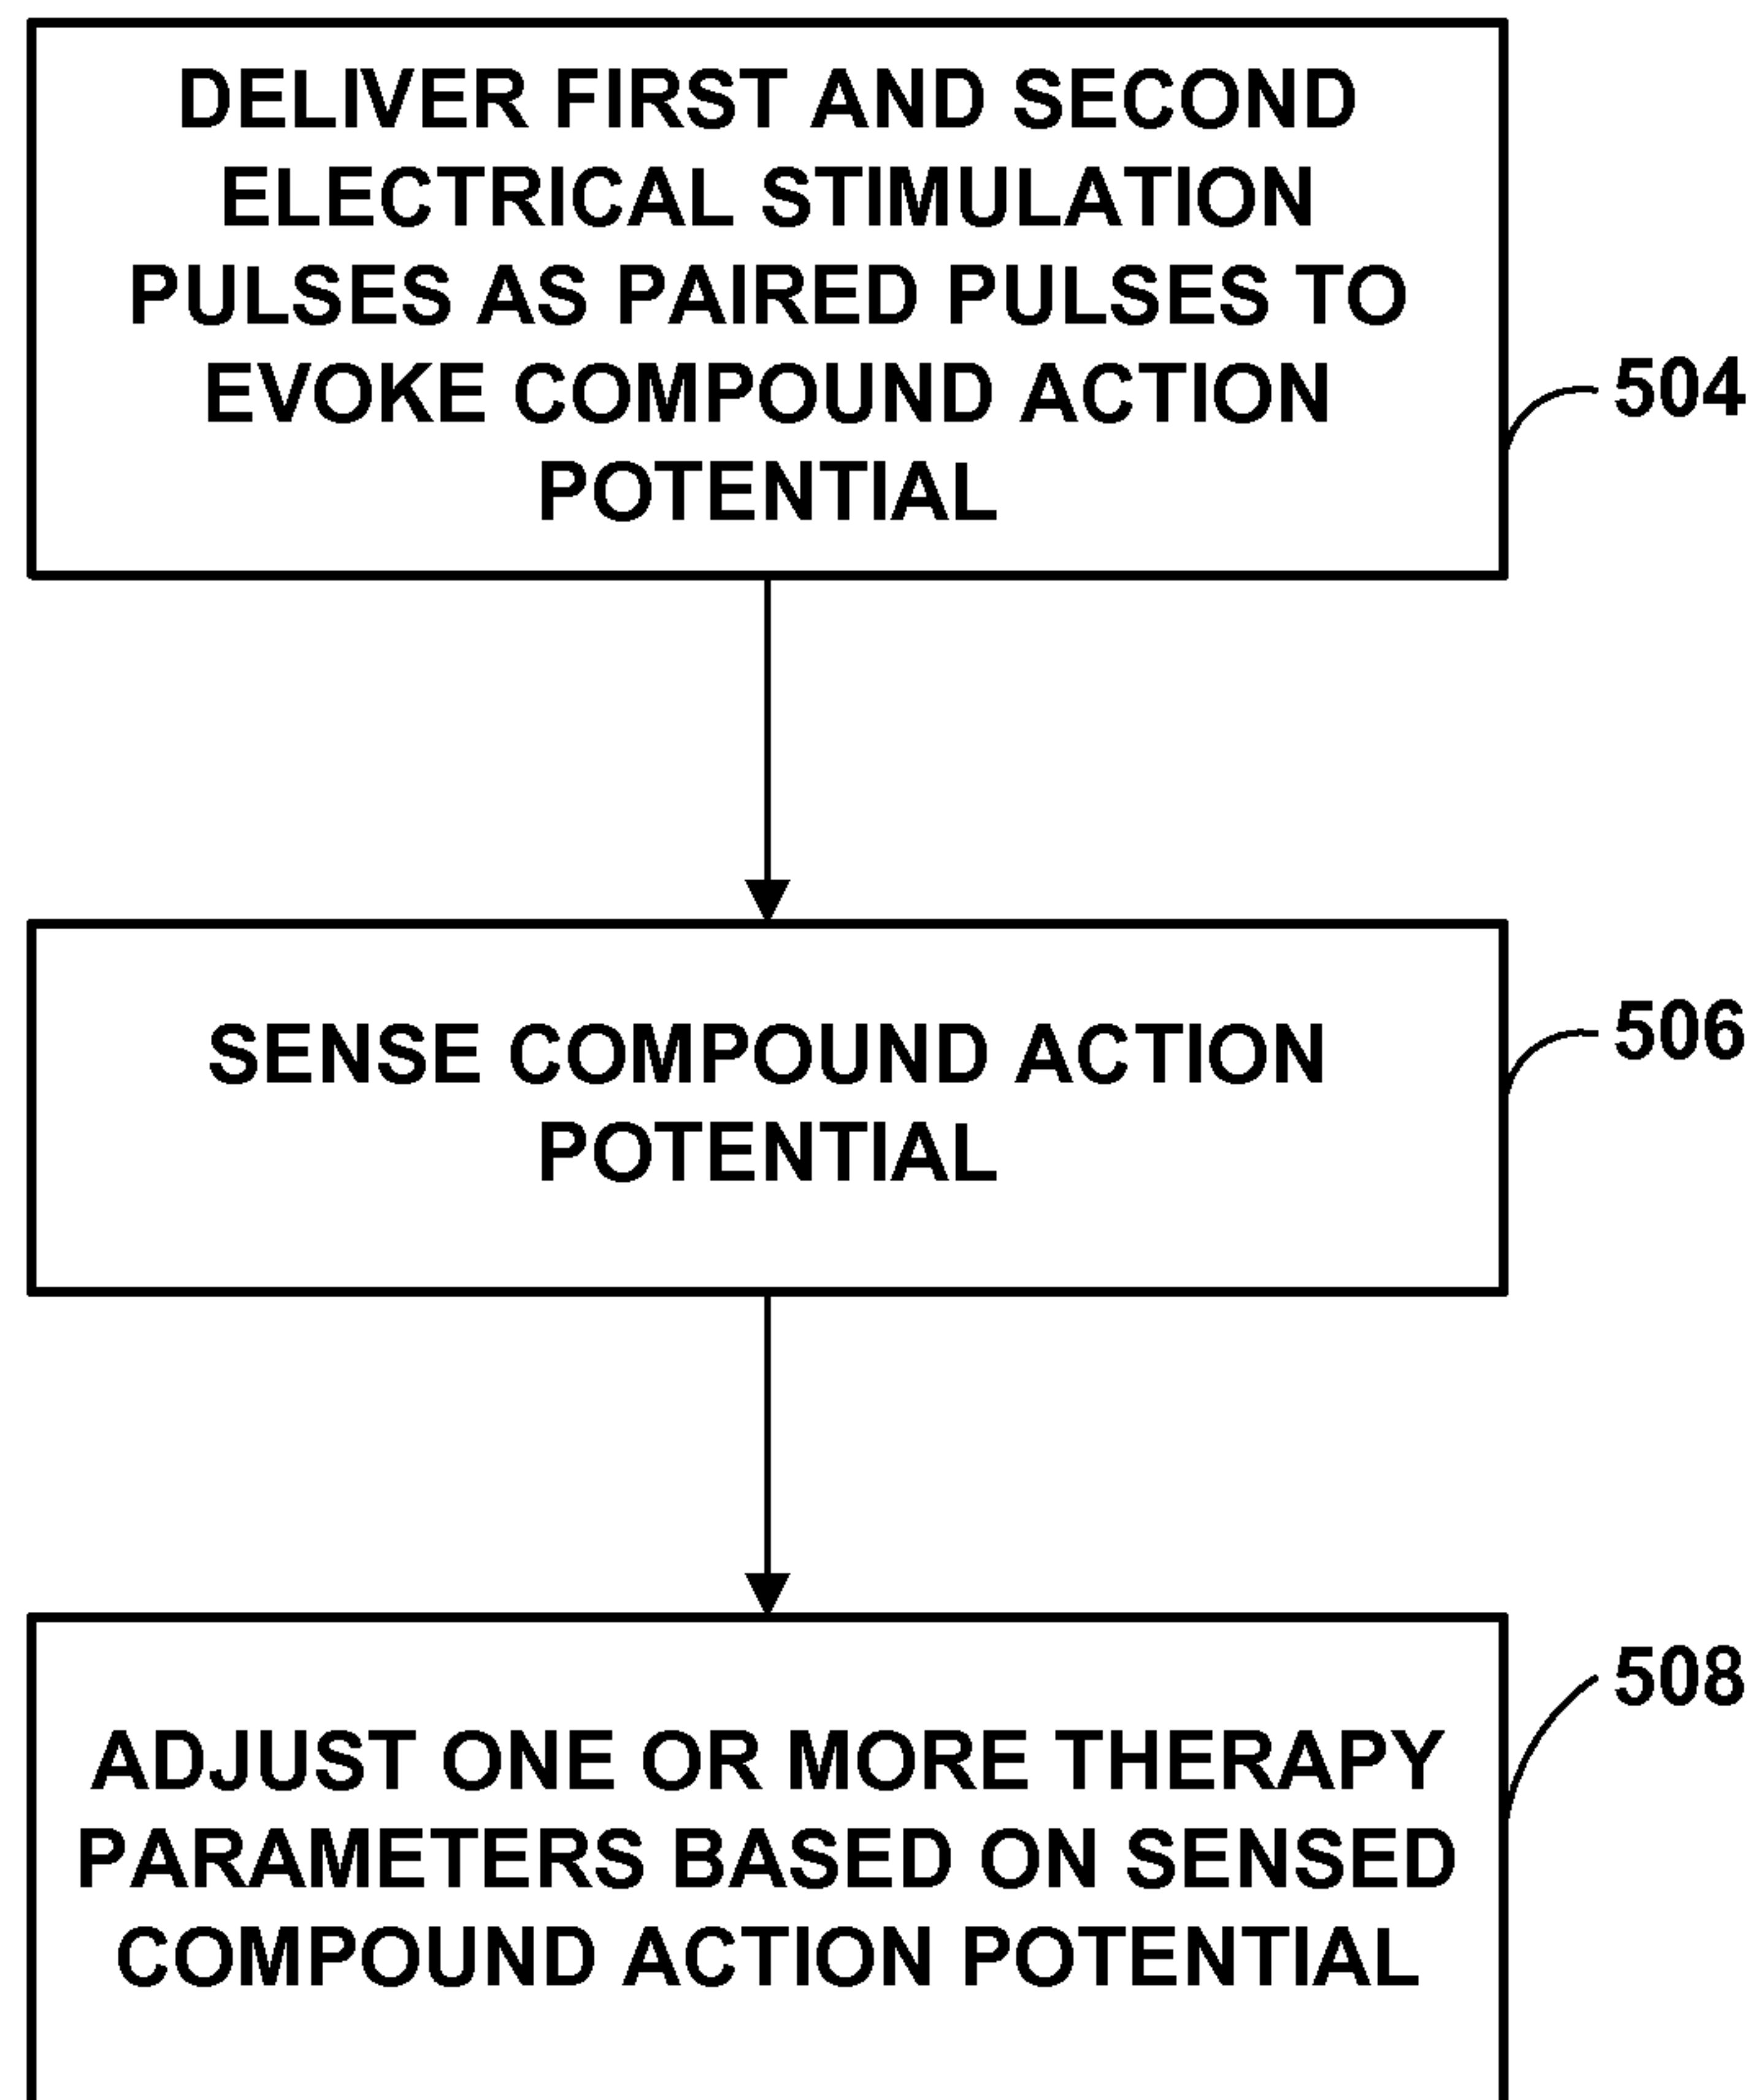 DELIVER FIRST AND SECOND
ELECTRICAL STIMULATION
PULSES AS PAIRED PULSES TO
EVOKE COMPOUND ACTION
POTENTIAL
504
SENSE COMPOUND ACTION
POTENTIAL
506
ADJUST ONE OR MORE THERAPY
PARAMETERS BASED ON SENSED
COMPOUND ACTION POTENTIAL
508